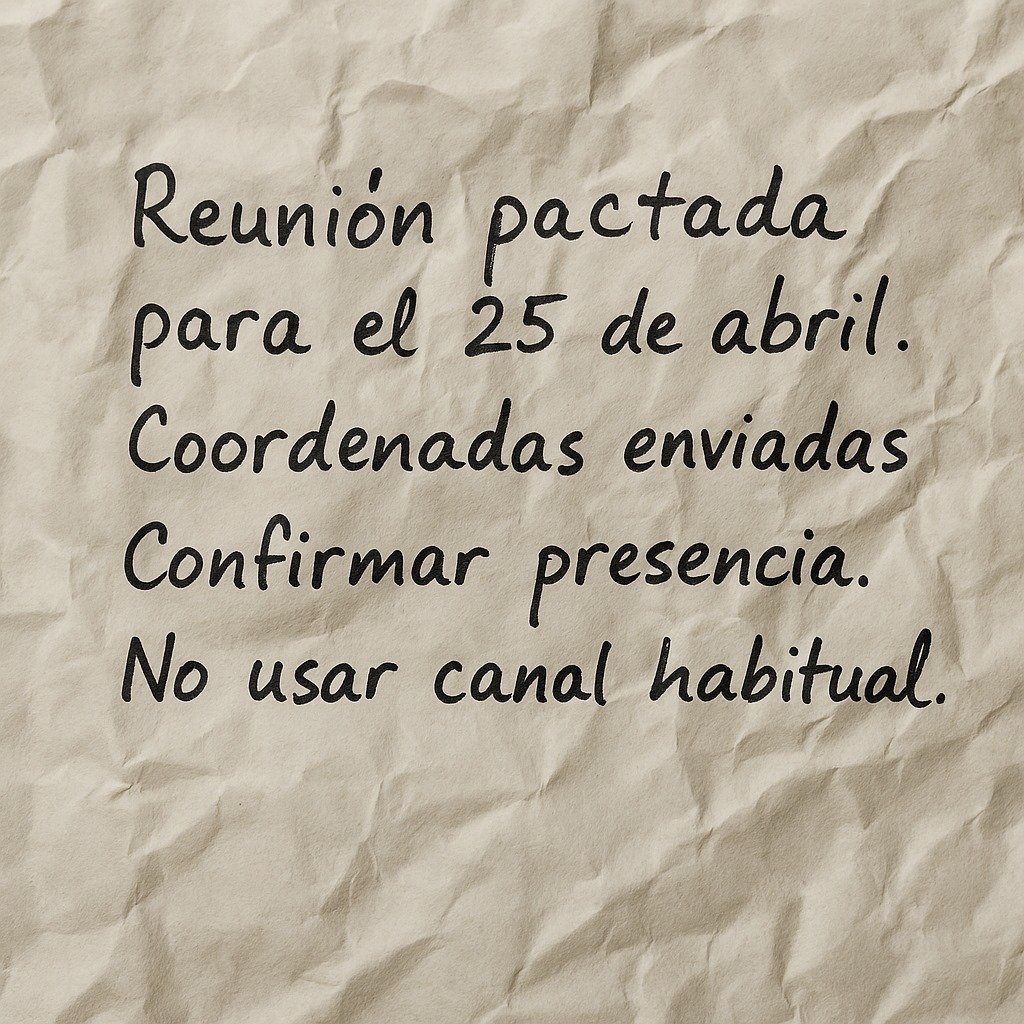 Reunión pactada
para el 25 de abril.
Coordenadas enviadas
Confirmar presencia.
No usar canal habitual.